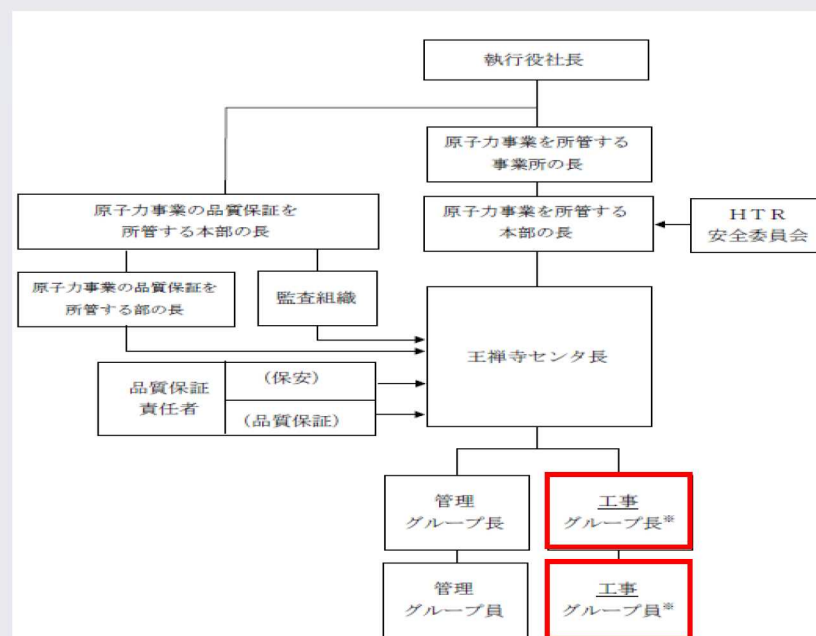 執行役社長
原子力事業を所管する
事業所の長
原子力事業の品質保証を
所管する本部の長
原子力事業を所管する
本部の長
ＨＴＲ
安全委員会
原子力事業の品質保証を
所管する部の長
監査組織
王禅寺センタ長
品質保証
責任者
(保安)
(品質保証)
管理
グループ長
工事
グループ長※
管理
グループ員
工事
グループ員※